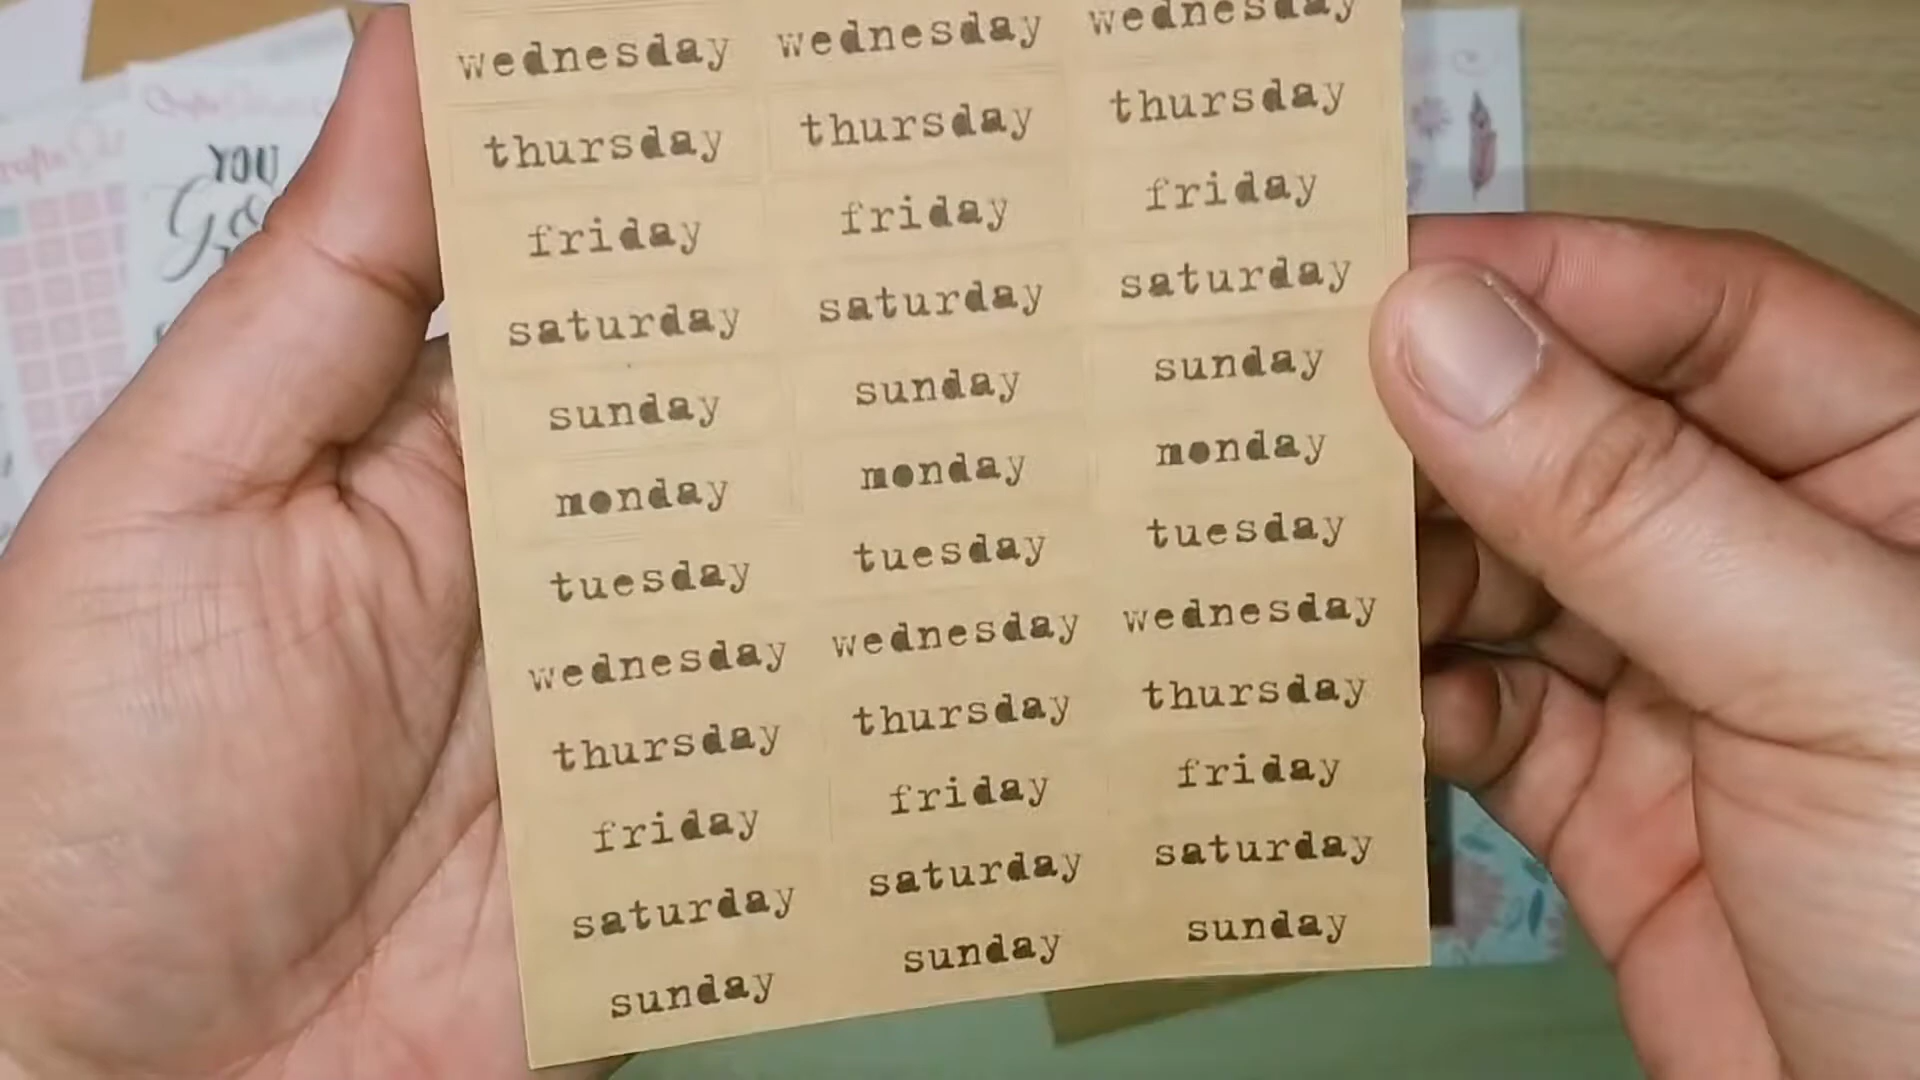 wednesday wednesday wednesday
thursday thursday thursday
friday friday friday
saturday saturday saturday
sunday sunday sunday
monday monday monday
tuesday tuesday tuesday
wednesday wednesday wednesday
thursday thursday thursday
friday friday friday
saturday saturday saturday
sunday sunday sunday
YOU